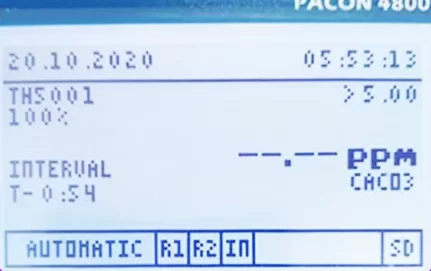 PACON 4800
20.10.2020 05:53:13
TH5001 >5.00
100%
--.-- ppm
INTERVAL CACO3
T- 0:54
AUTOMATIC R1 R2 IN SD